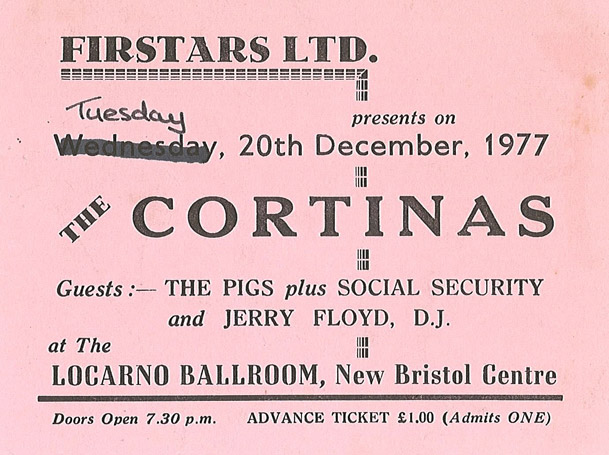 FIRSTARS LTD.
presents on
Tuesday
Wednesday, 20th December, 1977
THE CORTINAS
Guests :— THE PIGS plus SOCIAL SECURITY
and JERRY FLOYD, D.J.
at The
LOCARNO BALLROOM, New Bristol Centre
Doors Open 7.30 p.m. ADVANCE TICKET £1.00 (Admits ONE)